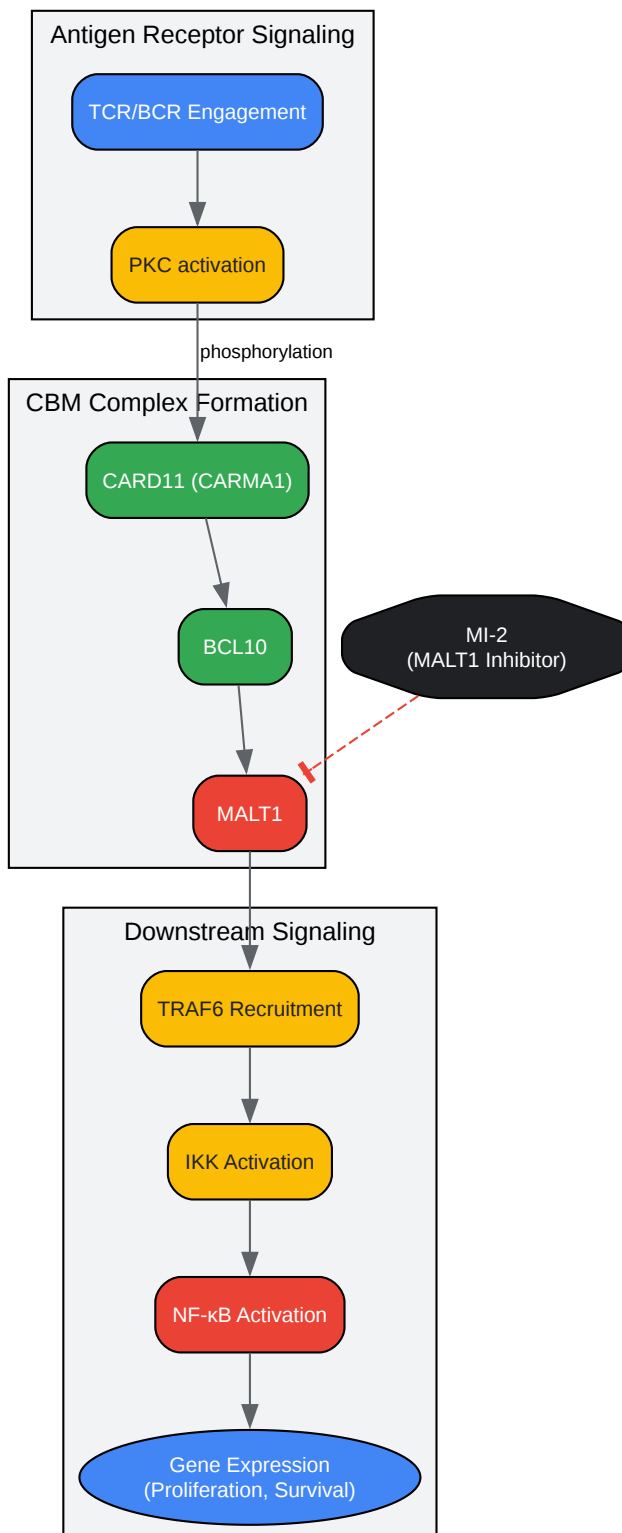 Antigen Receptor Signaling
TCR/BCR Engagement
PKC activation
phosphorylation
CBM Complex Formation
CARD11 (CARMA1)
BCL10
MI-2
(MALT1 Inhibitor)
MALT1
Downstream Signaling
TRAF6 Recruitment
IKK Activation
NF-κB Activation
Gene Expression
(Proliferation, Survival)